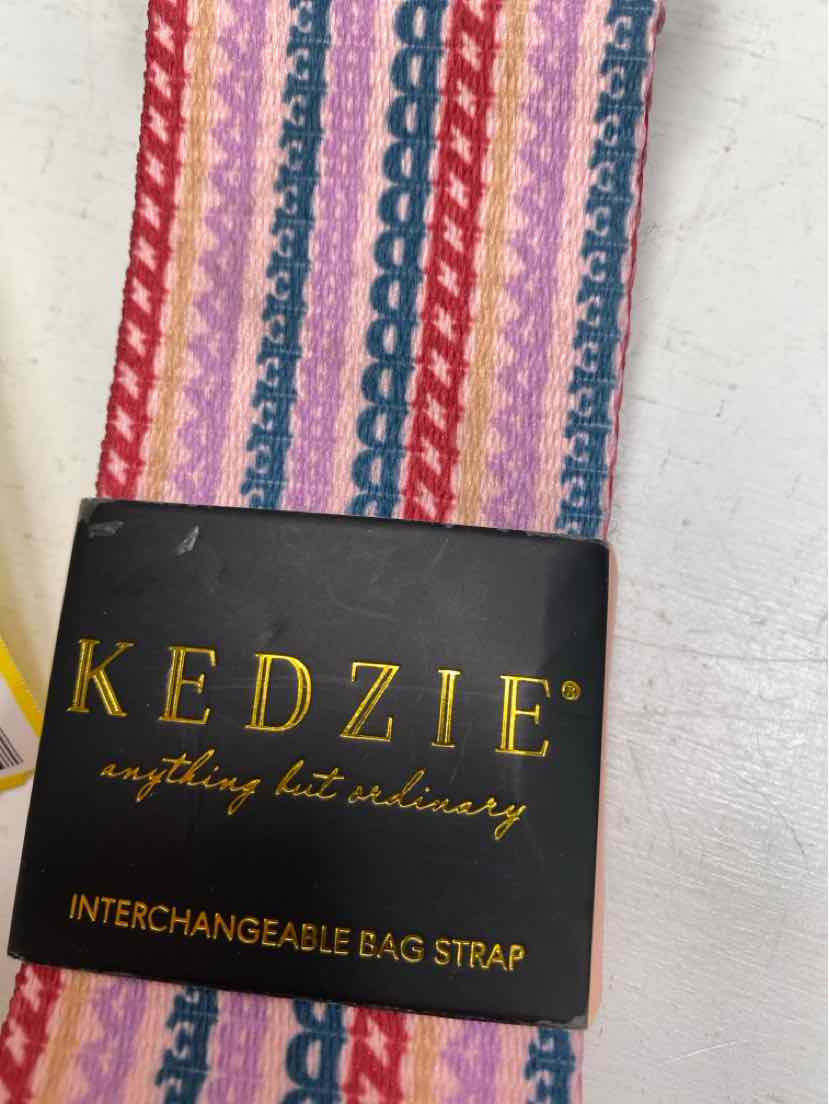 KEDZIE®
anything but ordinary
INTERCHANGEABLE BAG STRAP